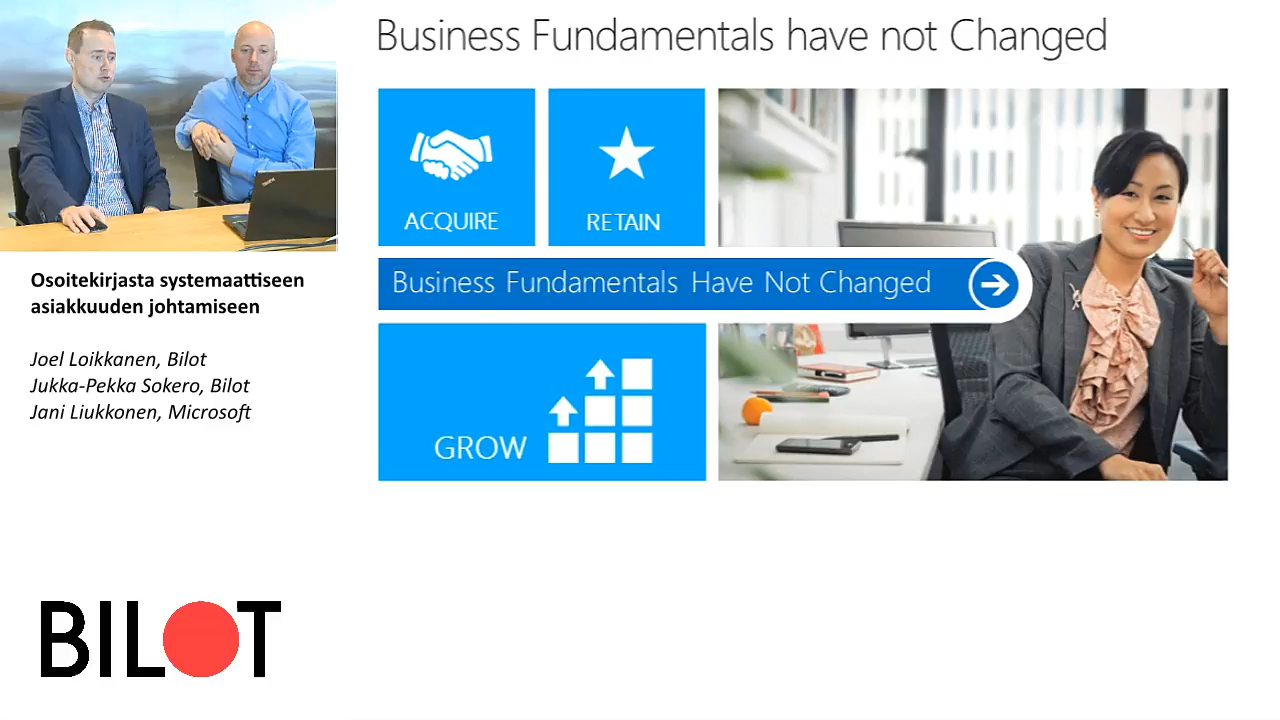 Business Fundamentals have not Changed
ACQUIRE
RETAIN
Business Fundamentals Have Not Changed
GROW
Osoitekirjasta systemaattiseen
asiakkuuden johtamiseen
Joel Loikkanen, Bilot
Jukka-Pekka Sokero, Bilot
Jani Liukkonen, Microsoft
BILOT